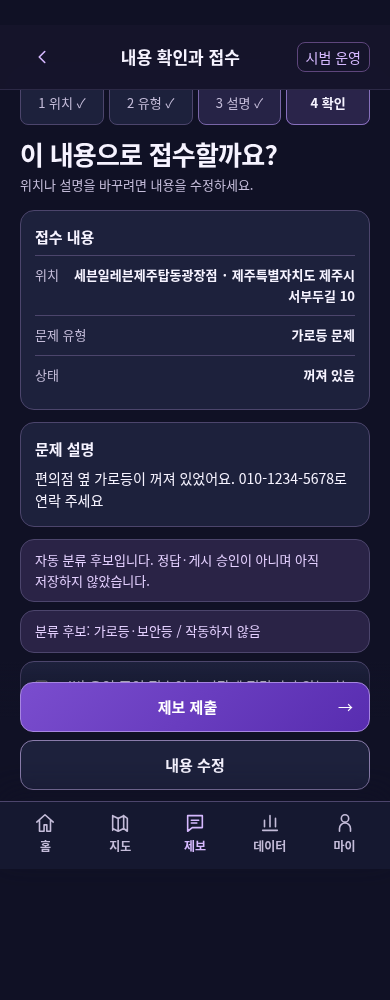 내용 확인과 접수
시범 운영
1 위치 ✓
2 유형 ✓
3 설명 ✓
4 확인
이 내용으로 접수할까요?
위치나 설명을 바꾸려면 내용을 수정하세요.
접수 내용
위치
세븐일레븐제주탑동광장점 · 제주특별자치도 제주시
서부두길 10
문제 유형
가로등 문제
상태
꺼져 있음
문제 설명
편의점 옆 가로등이 꺼져 있었어요. 010-1234-5678로
연락 주세요
자동 분류 후보입니다. 정답·게시 승인이 아니며 아직
저장하지 않았습니다.
분류 후보: 가로등·보안등 / 작동하지 않음
제보 제출 →
내용 수정
홈
지도
제보
데이터
마이